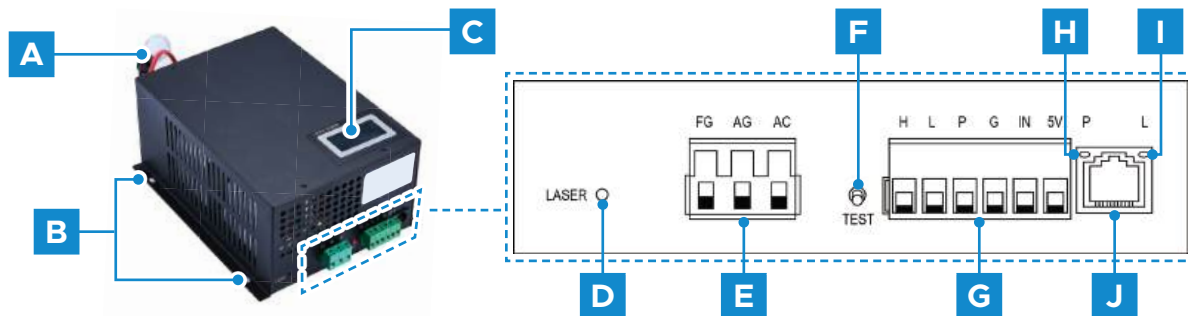 A
B
C
D
E
F
G
H
I
J
LASER
FG AG AC
TEST
H L P G IN 5V
P L